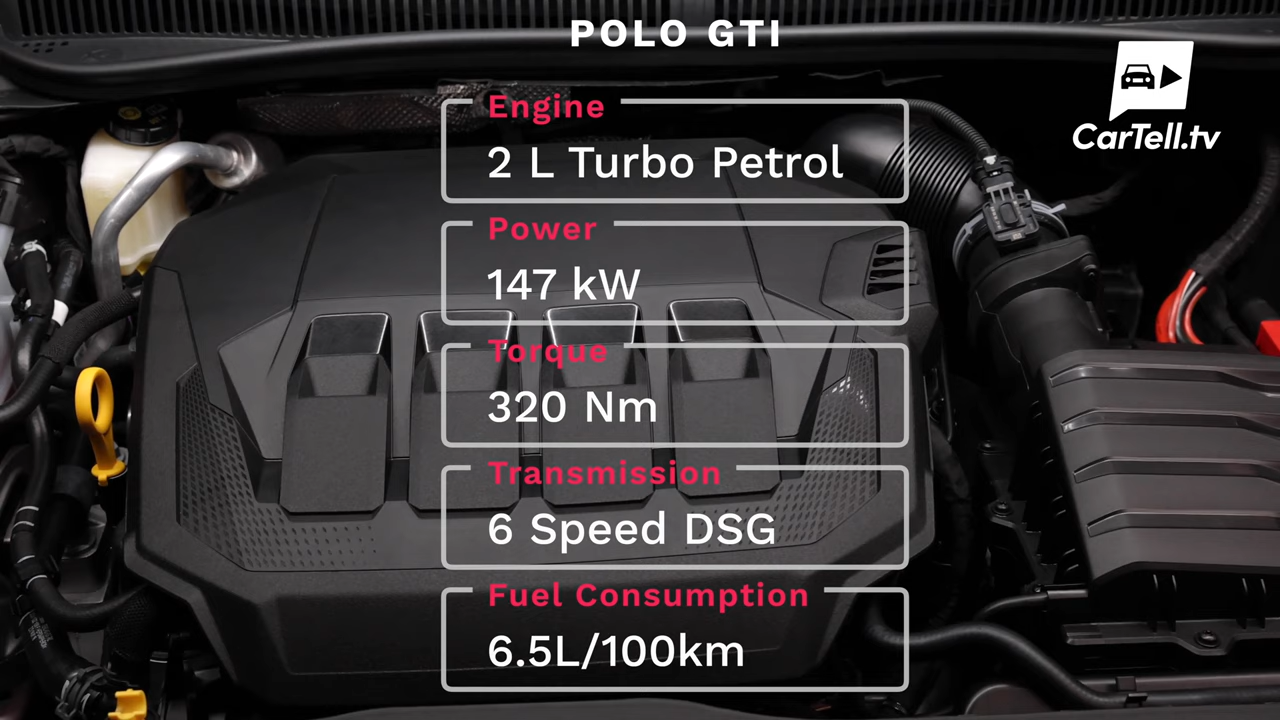 POLO GTI
CarTell.tv
Engine
2 L Turbo Petrol
Power
147 kW
Torque
320 Nm
Transmission
6 Speed DSG
Fuel Consumption
6.5L/100km